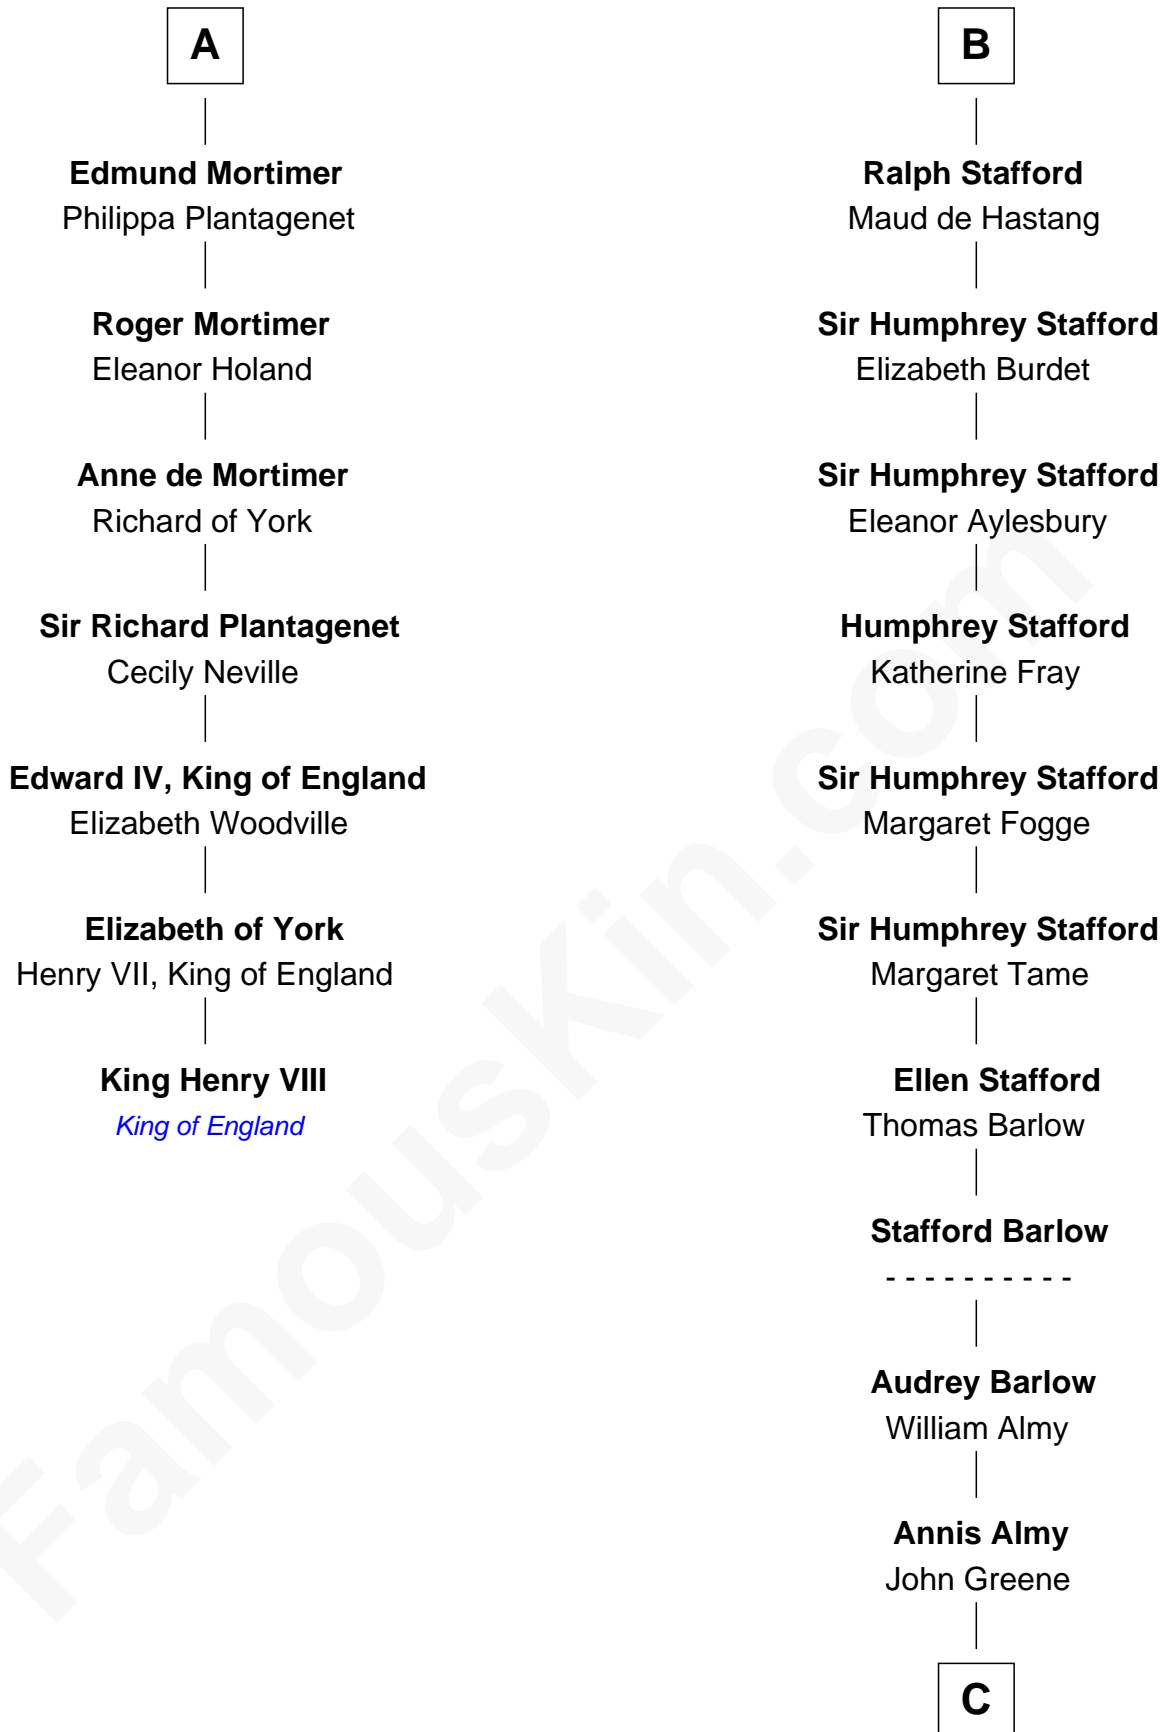 A
Edmund Mortimer
Philippa Plantagenet
Roger Mortimer
Eleanor Holand
Anne de Mortimer
Richard of York
Sir Richard Plantagenet
Cecily Neville
Edward IV, King of England
Elizabeth Woodville
Elizabeth of York
Henry VII, King of England
King Henry VIII
King of England
B
Ralph Stafford
Maud de Hastang
Sir Humphrey Stafford
Elizabeth Burdet
Sir Humphrey Stafford
Eleanor Aylesbury
Humphrey Stafford
Katherine Fray
Sir Humphrey Stafford
Margaret Fogge
Sir Humphrey Stafford
Margaret Tame
Ellen Stafford
Thomas Barlow
Stafford Barlow
- - - - - - - - - -
Audrey Barlow
William Almy
Annis Almy
John Greene
C
FamousKin.com